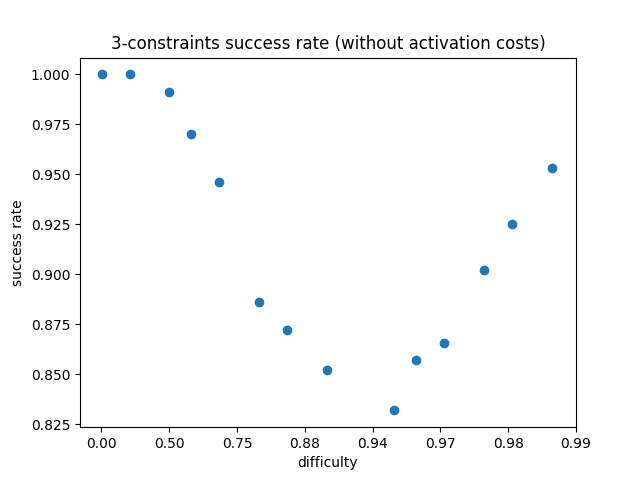 3-constraints success rate (without activation costs)
1.000
0.975
0.950
0.925
0.900
0.875
0.850
0.825
success rate
0.00 0.50 0.75 0.88 0.94 0.97 0.98 0.99
difficulty